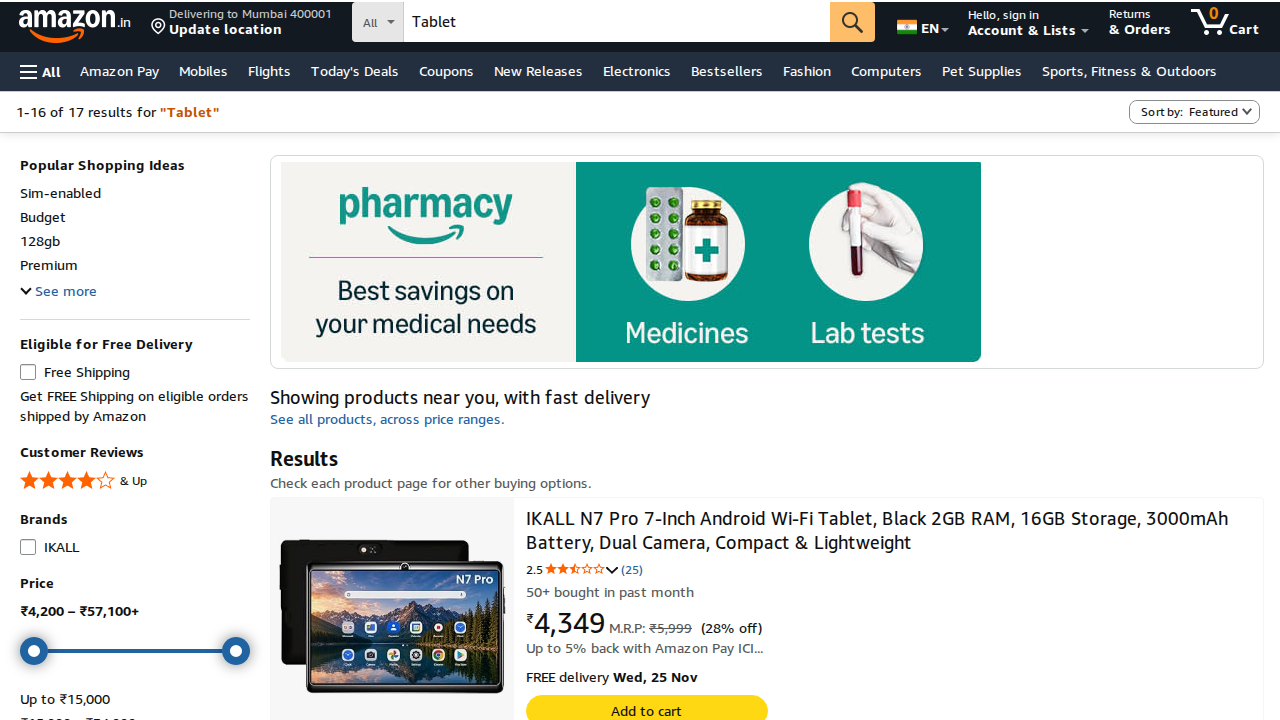 amazon.in
Delivering to Mumbai 400001
Update location
All
Tablet
EN
Hello, sign in
Account & Lists
Returns
& Orders
0
Cart
All
Amazon Pay
Mobiles
Flights
Today's Deals
Coupons
New Releases
Electronics
Bestsellers
Fashion
Computers
Pet Supplies
Sports, Fitness & Outdoors
1-16 of 17 results for "Tablet"
Sort by: Featured
Popular Shopping Ideas
Sim-enabled
Budget
128gb
Premium
See more
Eligible for Free Delivery
Free Shipping
Get FREE Shipping on eligible orders
shipped by Amazon
Customer Reviews
& Up
Brands
IKALL
Price
₹4,200 – ₹57,100+
Up to ₹15,000
pharmacy
Best savings on
your medical needs
Medicines
Lab tests
Showing products near you, with fast delivery
See all products, across price ranges.
Results
Check each product page for other buying options.
N7 Pro
IKALL N7 Pro 7-Inch Android Wi-Fi Tablet, Black 2GB RAM, 16GB Storage, 3000mAh
Battery, Dual Camera, Compact & Lightweight
2.5 (25)
50+ bought in past month
₹4,349 M.R.P: ₹5,999 (28% off)
Up to 5% back with Amazon Pay ICI...
FREE delivery Wed, 25 Nov
Add to cart